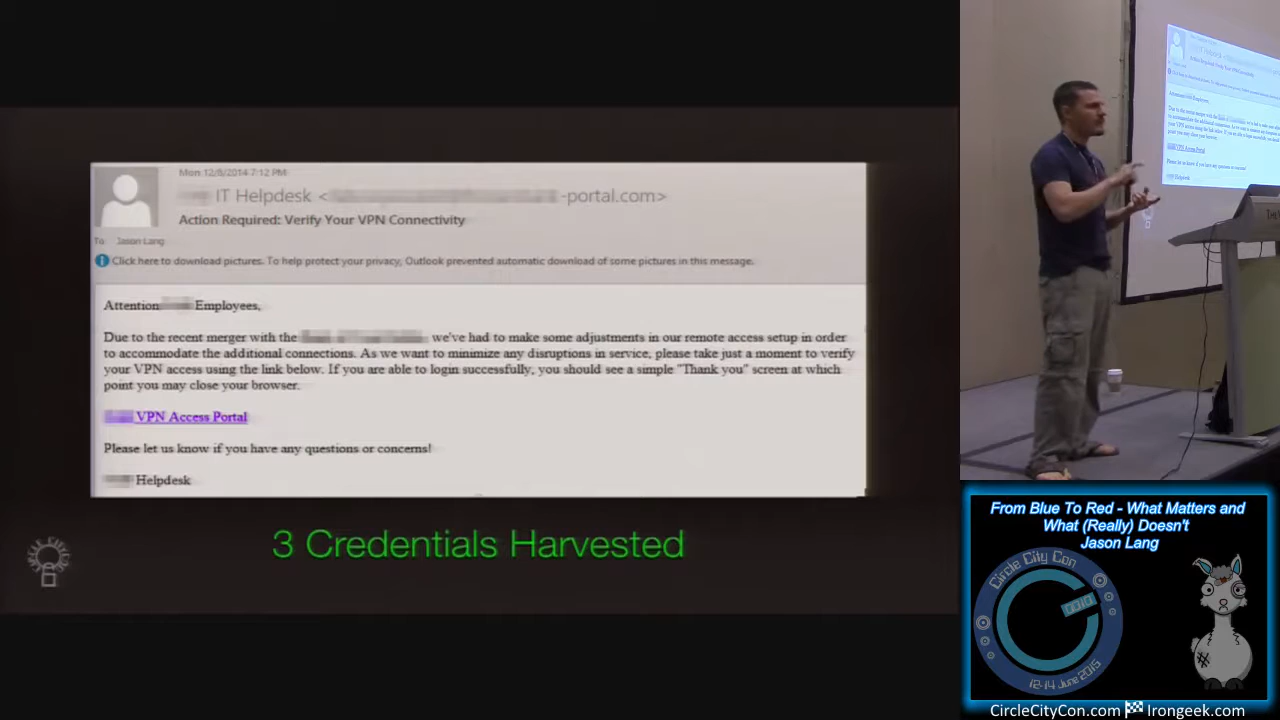 Mon 12/8/2014 7:12 PM
IT Helpdesk < -portal.com>
Action Required: Verify Your VPN Connectivity
To: Jason Lang
Click here to download pictures. To help protect your privacy, Outlook prevented automatic download of some pictures in this message.
Attention Employees,
Due to the recent merger with the we've had to make some adjustments in our remote access setup in order
to accommodate the additional connections. As we want to minimize any disruptions in service, please take just a moment to verify
your VPN access using the link below. If you are able to login successfully, you should see a simple "Thank you" screen at which
point you may close your browser.
VPN Access Portal
Please let us know if you have any questions or concerns!
Helpdesk
3 Credentials Harvested
From Blue To Red - What Matters and
What (Really) Doesn't
Jason Lang
Circle City Con
12-14 June 2015
CircleCityCon.com Irongeek.com